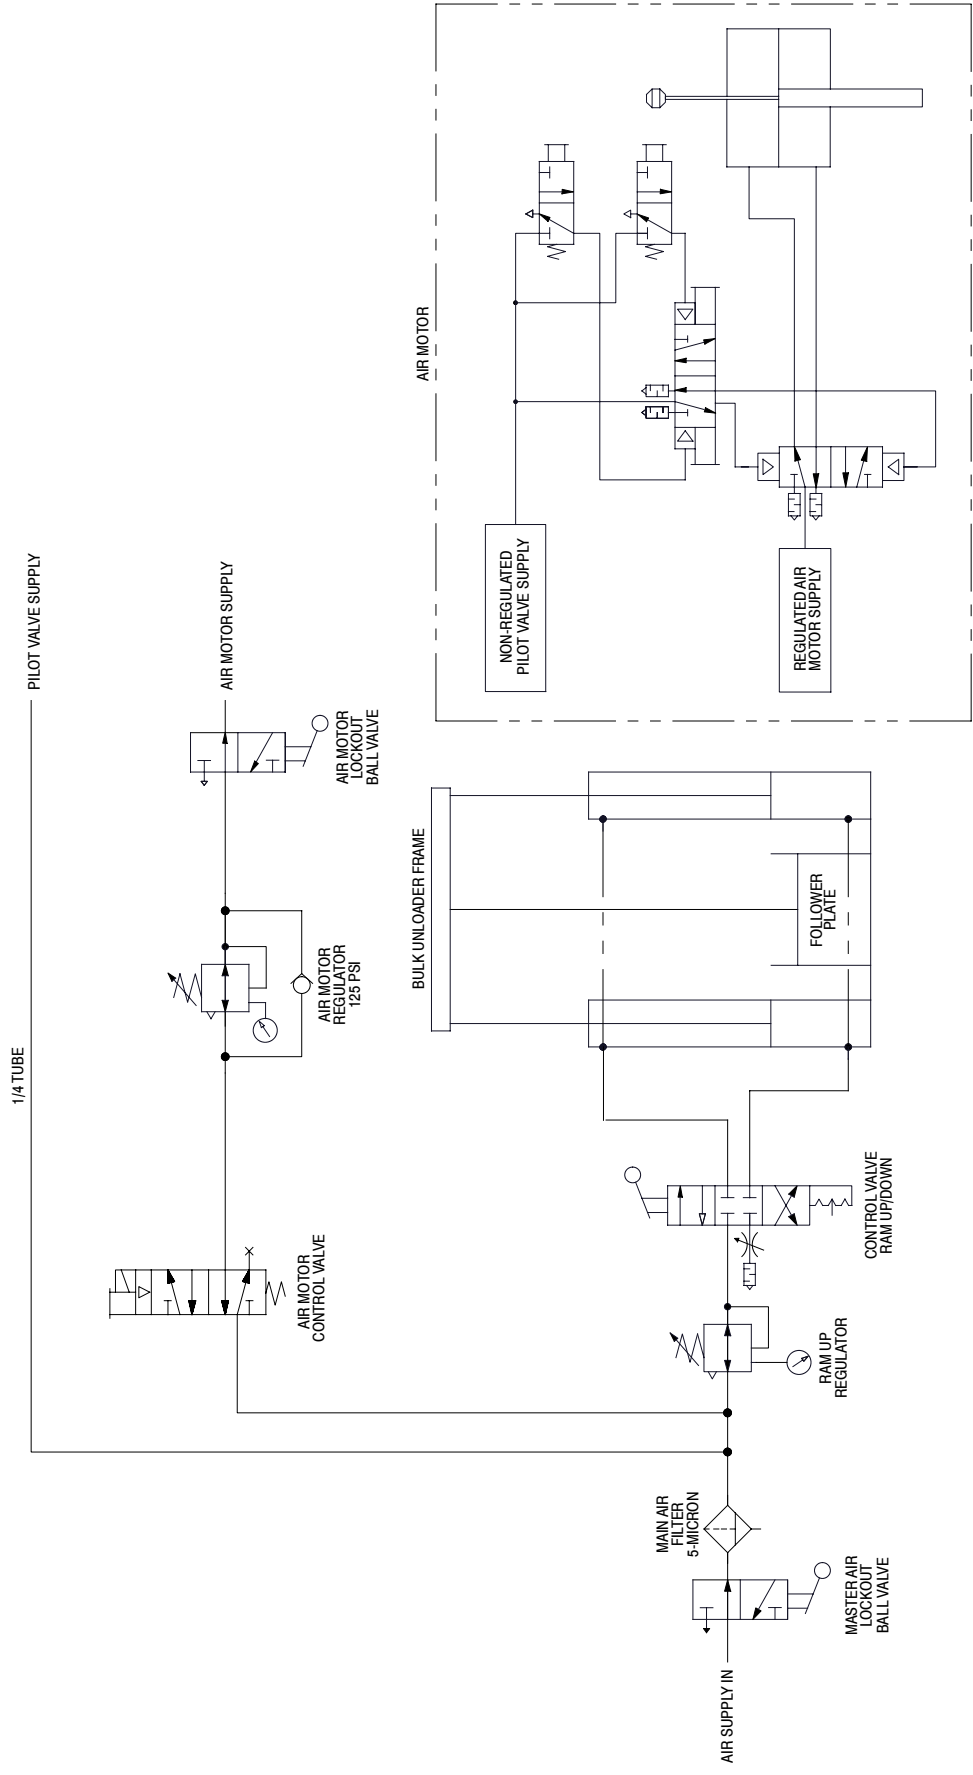 1/4 TUBE
PILOT VALVE SUPPLY
AIR MOTOR
CONTROL VALVE
AIR MOTOR
REGULATOR
125 PSI
AIR MOTOR
LOCKOUT
BALL VALVE
AIR MOTOR SUPPLY
AIR SUPPLY IN
MASTER AIR
LOCKOUT
BALL VALVE
MAIN AIR
FILTER
5-MICRON
RAM UP
REGULATOR
CONTROL VALVE
RAM UP/DOWN
BULK UNLOADER FRAME
FOLLOWER
PLATE
AIR MOTOR
NON-REGULATED
PILOT VALVE SUPPLY
REGULATED AIR
MOTOR SUPPLY